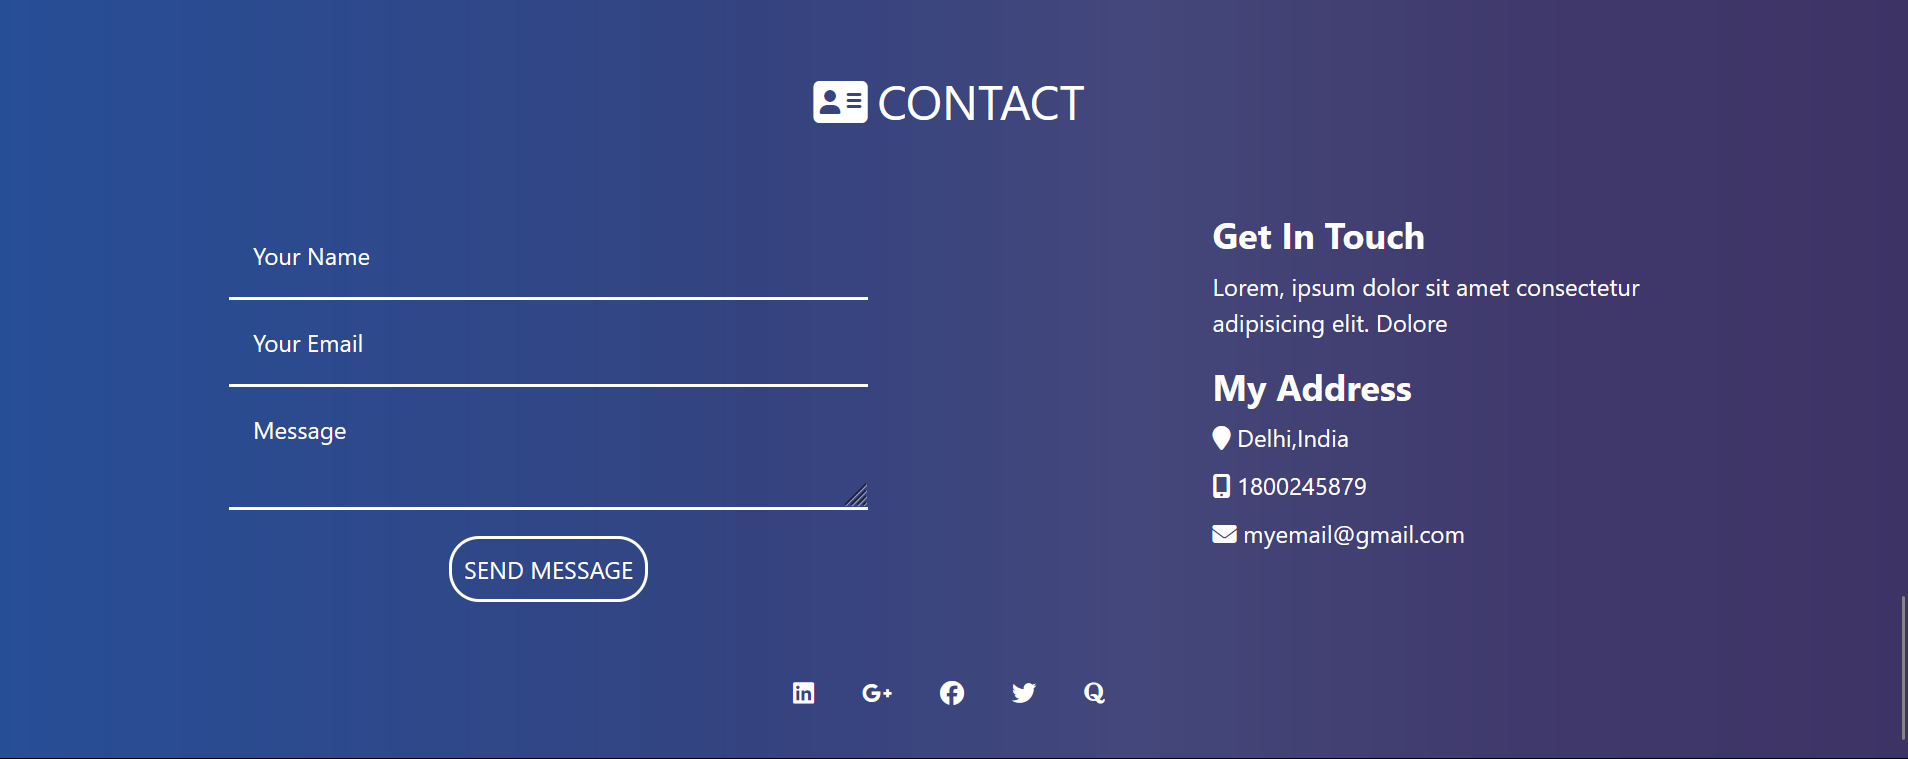 CONTACT
Your Name
Your Email
Message
SEND MESSAGE
Get In Touch
Lorem, ipsum dolor sit amet consectetur
adipisicing elit. Dolore
My Address
Delhi,India
1800245879
myemail@gmail.com